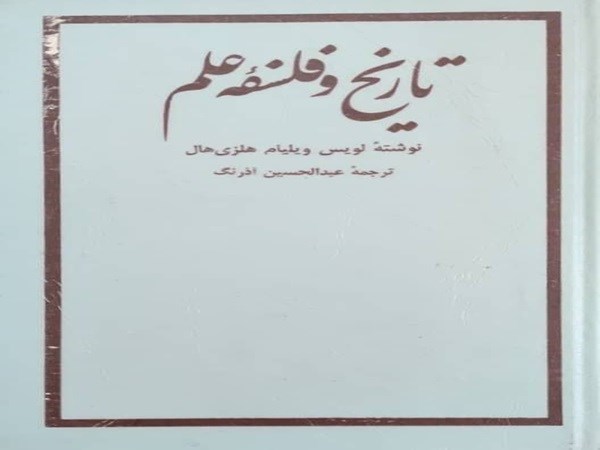 تاریخ و فلسفهٔ علم
نوشتهٔ لویس ویلیام هلزی هال
ترجمهٔ عبدالحسین آذرنگ